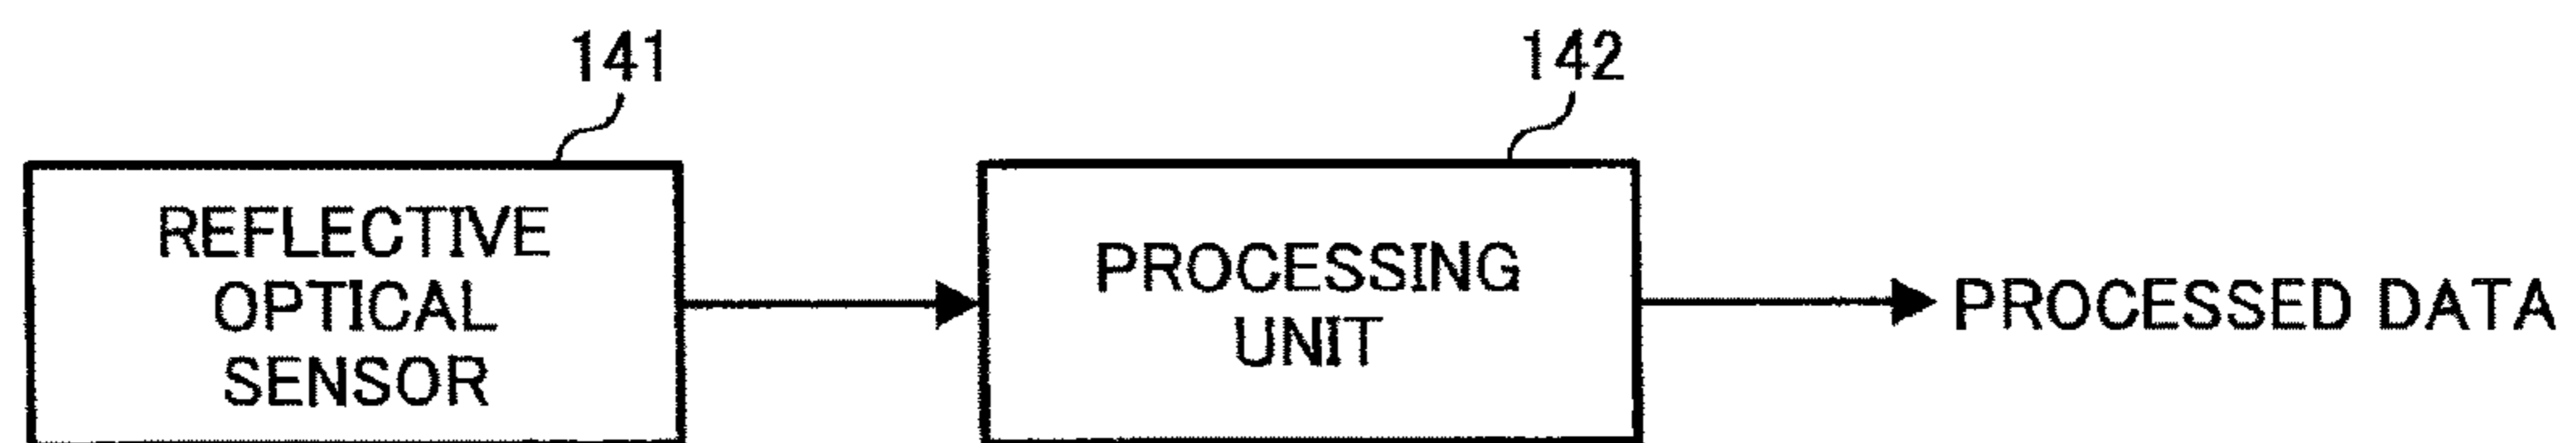 141
142
REFLECTIVE
OPTICAL
SENSOR
PROCESSING
UNIT
PROCESSED DATA